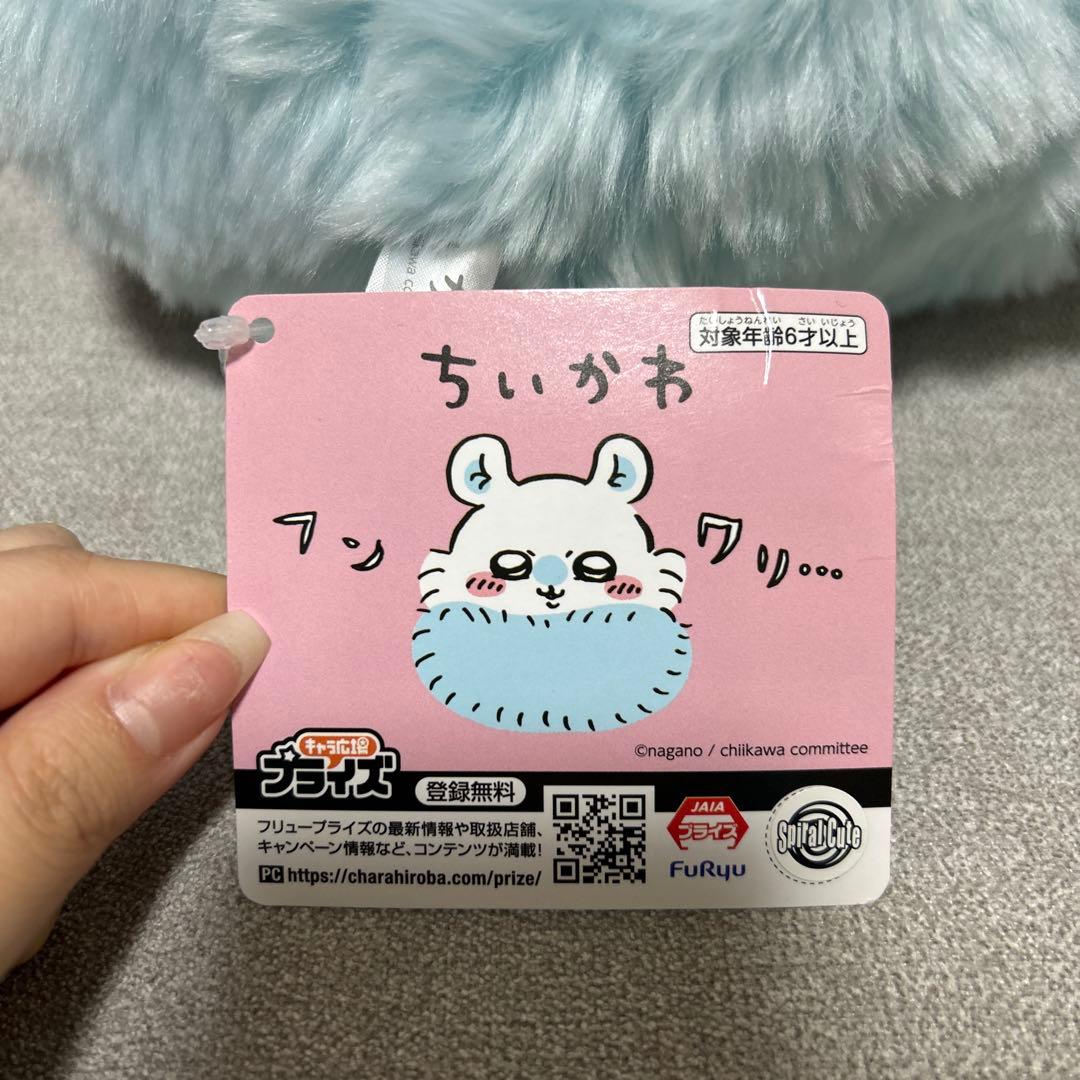 awa co
対象年齢6才以上
たいしょうねんれい さい いじょう
ちいかわ
フン
ワリ…
©nagano / chiikawa committee
キャラ広場
プライズ
登録無料
フリュープライズの最新情報や取扱店舗、
キャンペーン情報など、コンテンツが満載!
PC https://charahiroba.com/prize/
JAIA
プライズ
FuRyu
Spiral Cute